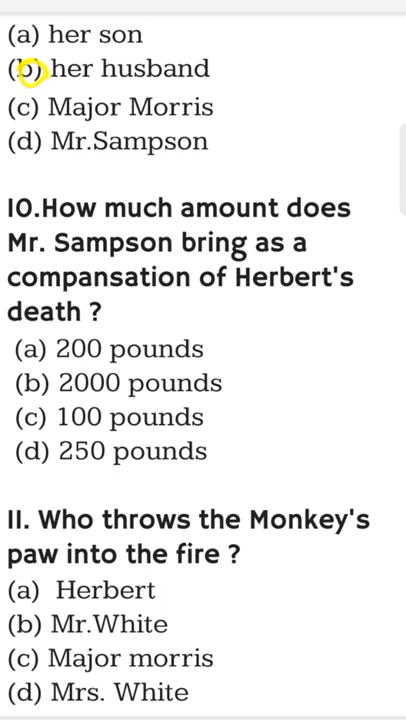 (a) her son
(b) her husband
(c) Major Morris
(d) Mr.Sampson
10.How much amount does
Mr. Sampson bring as a
compansation of Herbert's
death ?
(a) 200 pounds
(b) 2000 pounds
(c) 100 pounds
(d) 250 pounds
11. Who throws the Monkey's
paw into the fire ?
(a) Herbert
(b) Mr.White
(c) Major morris
(d) Mrs. White